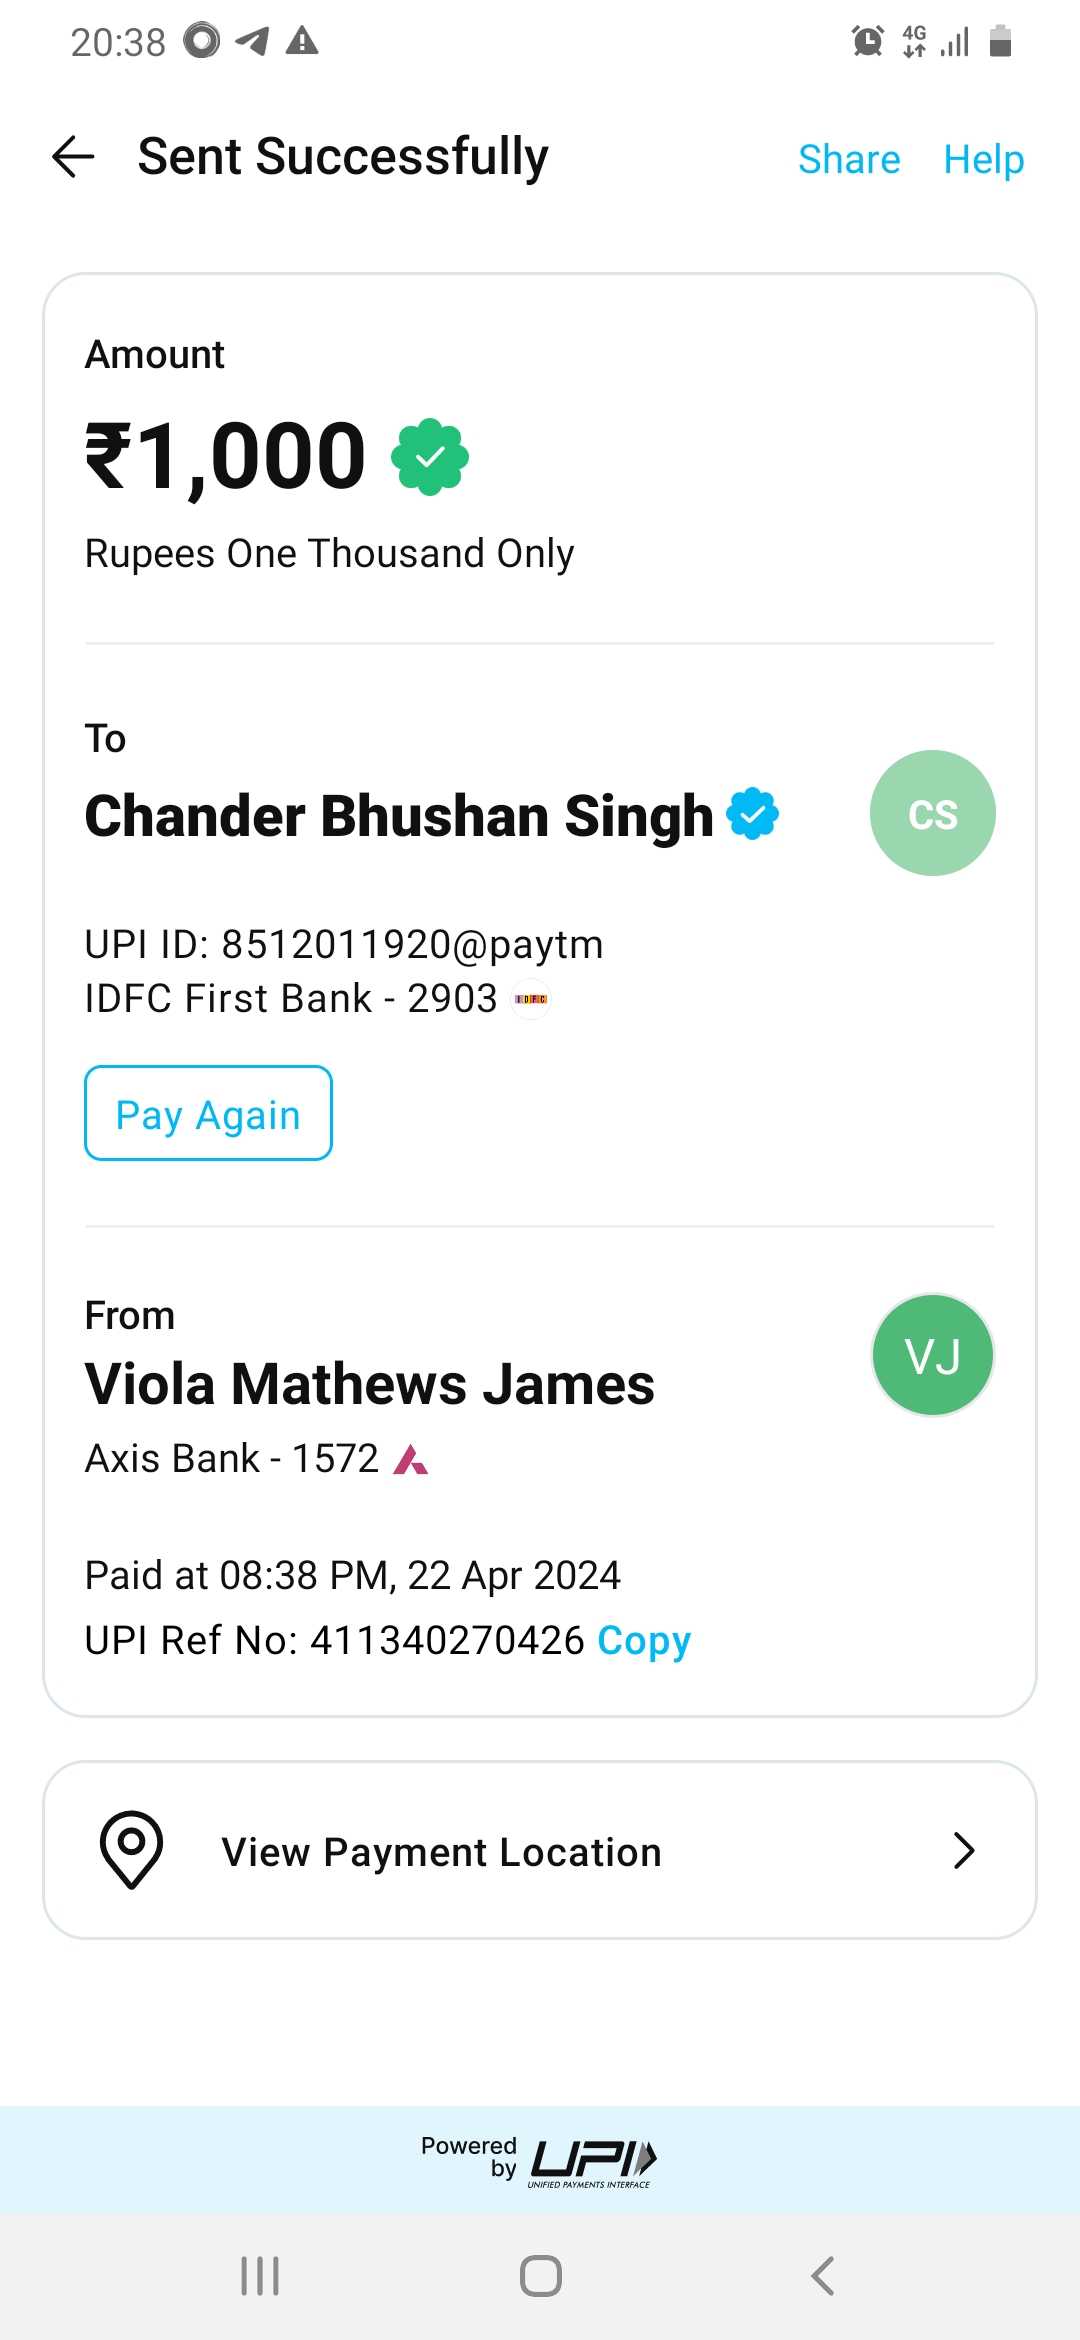 20:38
4G
Sent Successfully
Share Help
Amount
₹1,000
Rupees One Thousand Only
To
Chander Bhushan Singh
CS
UPI ID: 8512011920@paytm
IDFC First Bank - 2903
IDFC
Pay Again
From
Viola Mathews James
VJ
Axis Bank - 1572
Paid at 08:38 PM, 22 Apr 2024
UPI Ref No: 411340270426 Copy
View Payment Location
Powered
by
UPI
UNIFIED PAYMENTS INTERFACE